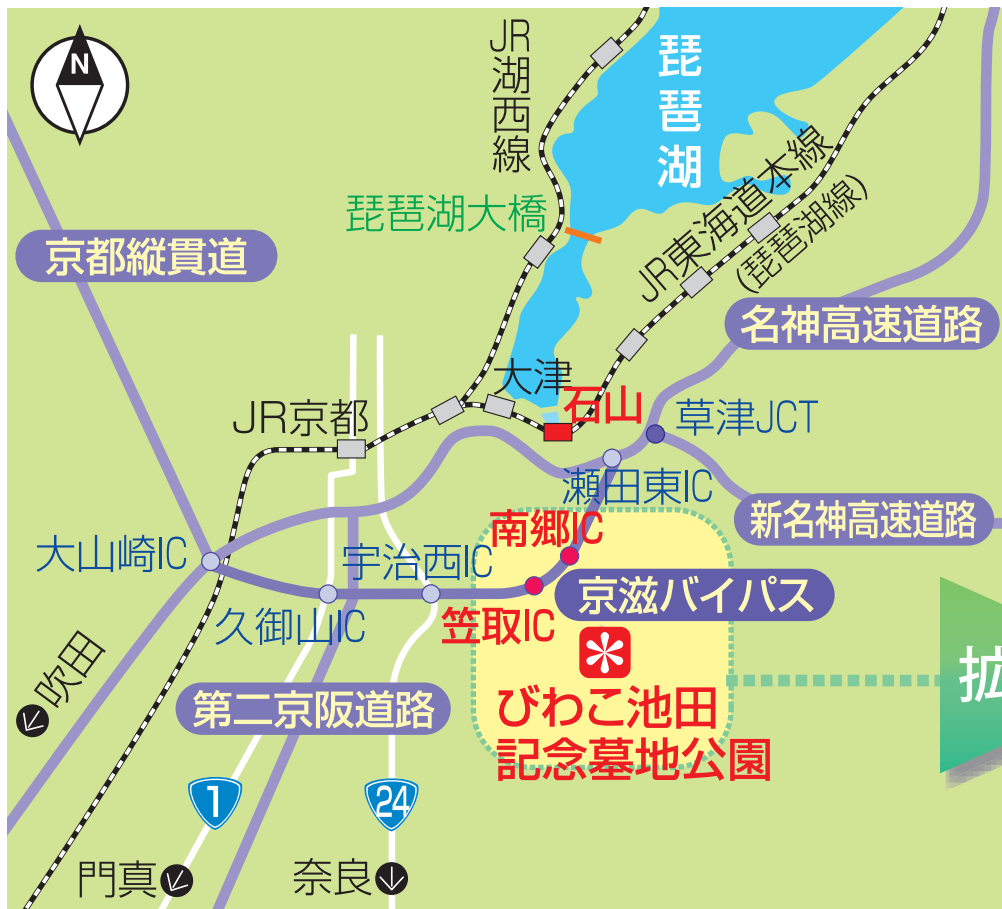 N
JR湖西線
琵琶湖
琵琶湖大橋
JR東海道本線
(琵琶湖線)
京都縦貫道
名神高速道路
大津
石山
JR京都
草津JCT
瀬田東IC
新名神高速道路
南郷IC
大山崎IC
宇治西IC
京滋バイパス
久御山IC
笠取IC
吹田
第二京阪道路
びわこ池田
記念墓地公園
拡
1
24
門真
奈良